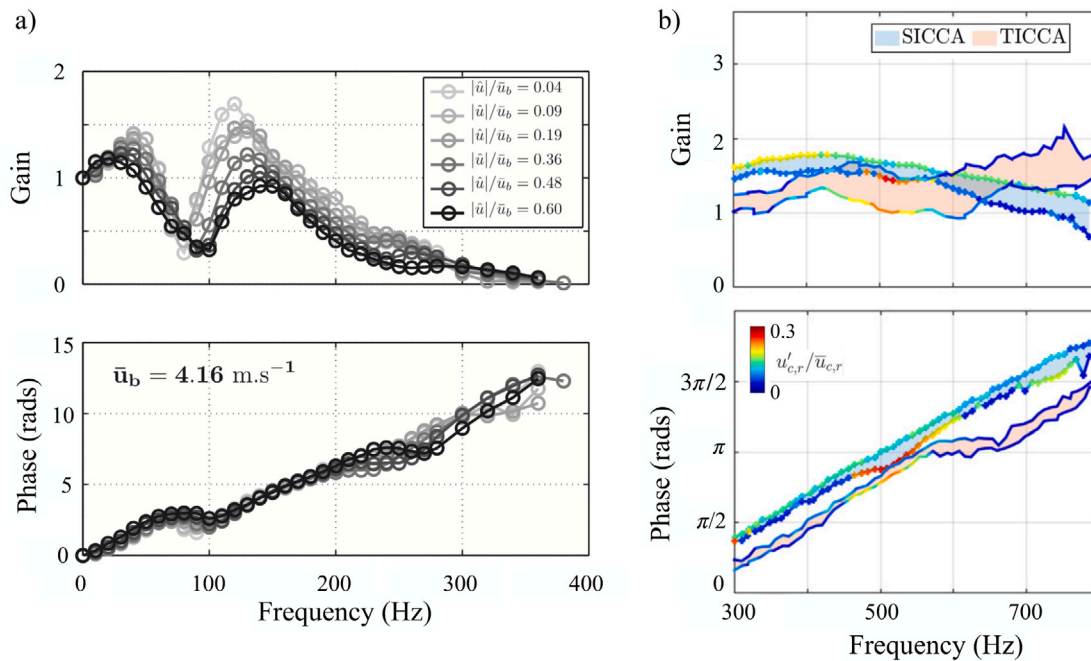 a)
2
1
0
Gain
|û|/ū_b = 0.04
|û|/ū_b = 0.09
|û|/ū_b = 0.19
|û|/ū_b = 0.36
|û|/ū_b = 0.48
|û|/ū_b = 0.60
15
10
5
0
Phase (rads)
ū_b = 4.16 m.s⁻¹
0 100 200 300 400
Frequency (Hz)
b)
SICCA TICCA
3
2
1
0
Gain
0.3
u′_{c,r}/ū_{c,r}
0
3π/2
π
π/2
0
Phase (rads)
300 500 700
Frequency (Hz)